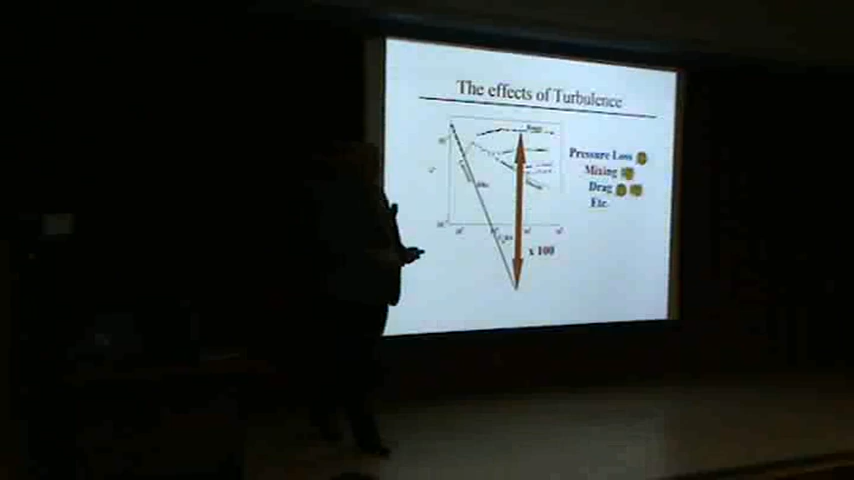 The effects of Turbulence
Pressure Loss
Mixing
Drag
Etc
x 100